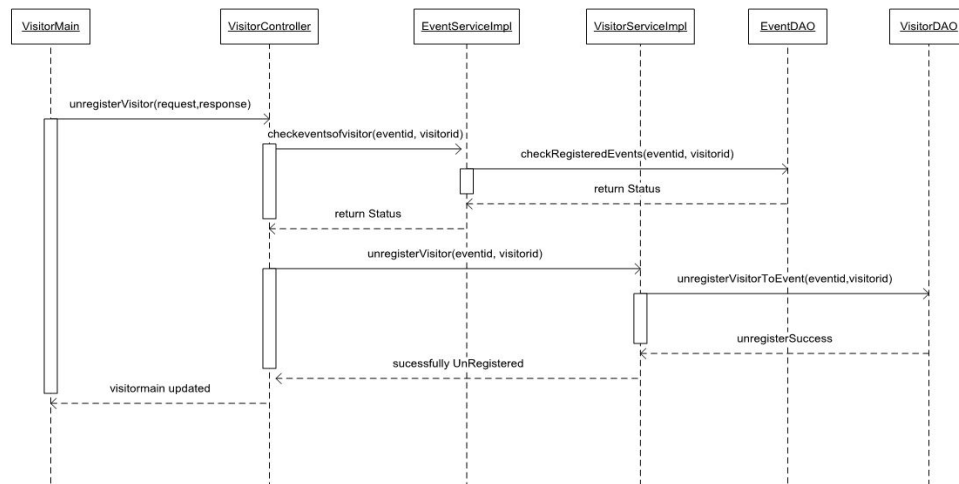 VisitorMain
VisitorController
EventServiceImpl
VisitorServiceImpl
EventDAO
VisitorDAO
unregisterVisitor(request,response)
checkeventsofvisitor(eventid, visitorid)
checkRegisteredEvents(eventid, visitorid)
return Status
return Status
unregisterVisitor(eventid, visitorid)
unregisterVisitorToEvent(eventid,visitorid)
unregisterSuccess
sucessfully UnRegistered
visitormain updated